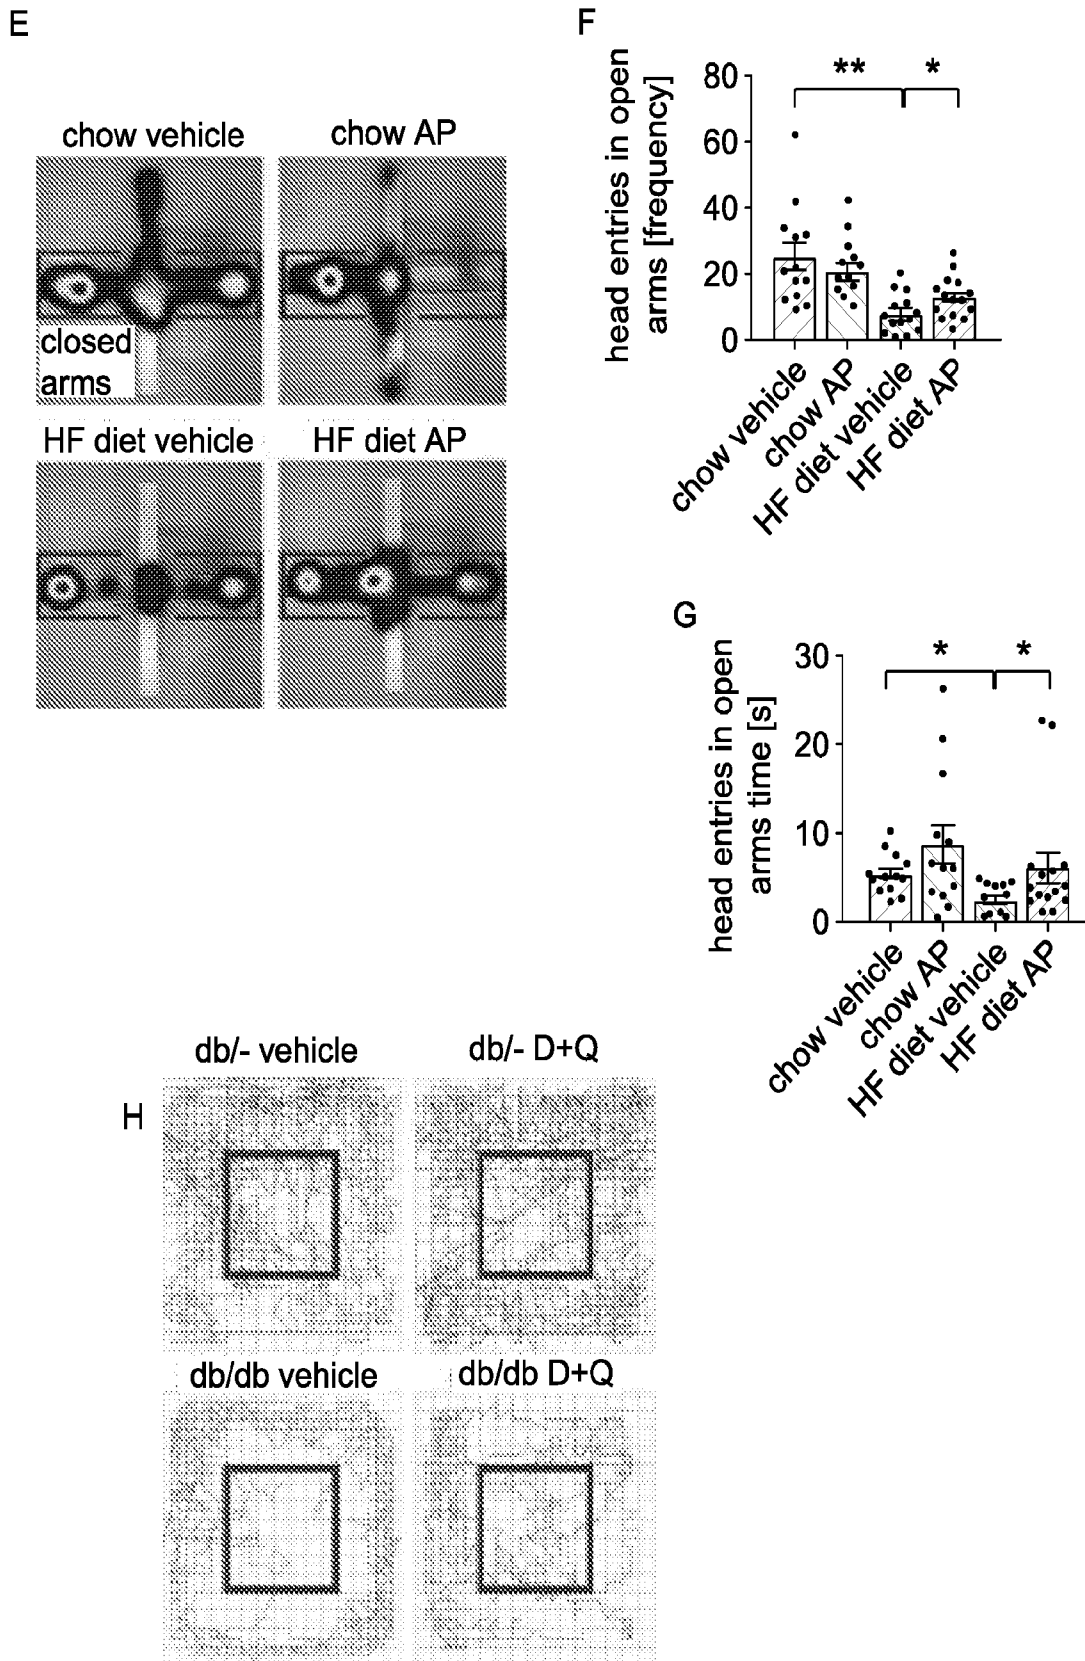 E
chow vehicle
chow AP
closed
arms
HF diet vehicle
HF diet AP
F
head entries in open
arms [frequency]
80
60
40
20
0
**
*
chow vehicle
chow AP
HF diet vehicle
HF diet AP
G
head entries in open
arms time [s]
30
20
10
0
*
*
chow vehicle
chow AP
HF diet vehicle
HF diet AP
H
db/- vehicle
db/- D+Q
db/db vehicle
db/db D+Q